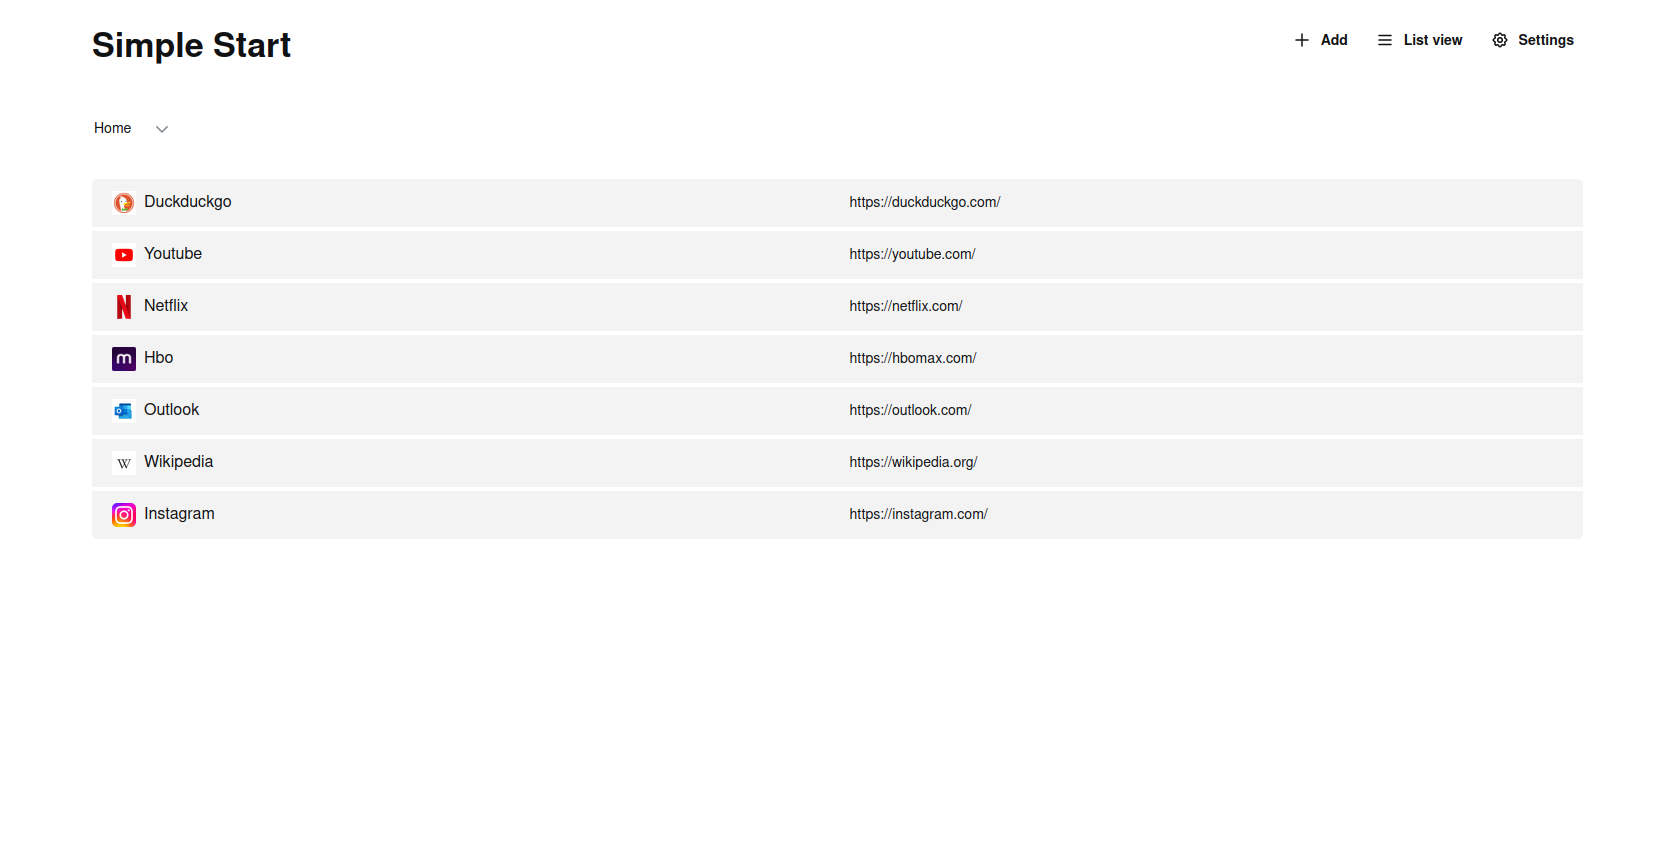 Simple Start
Add
List view
Settings
Home
Duckduckgo https://duckduckgo.com/
Youtube https://youtube.com/
Netflix https://netflix.com/
Hbo https://hbomax.com/
Outlook https://outlook.com/
Wikipedia https://wikipedia.org/
Instagram https://instagram.com/